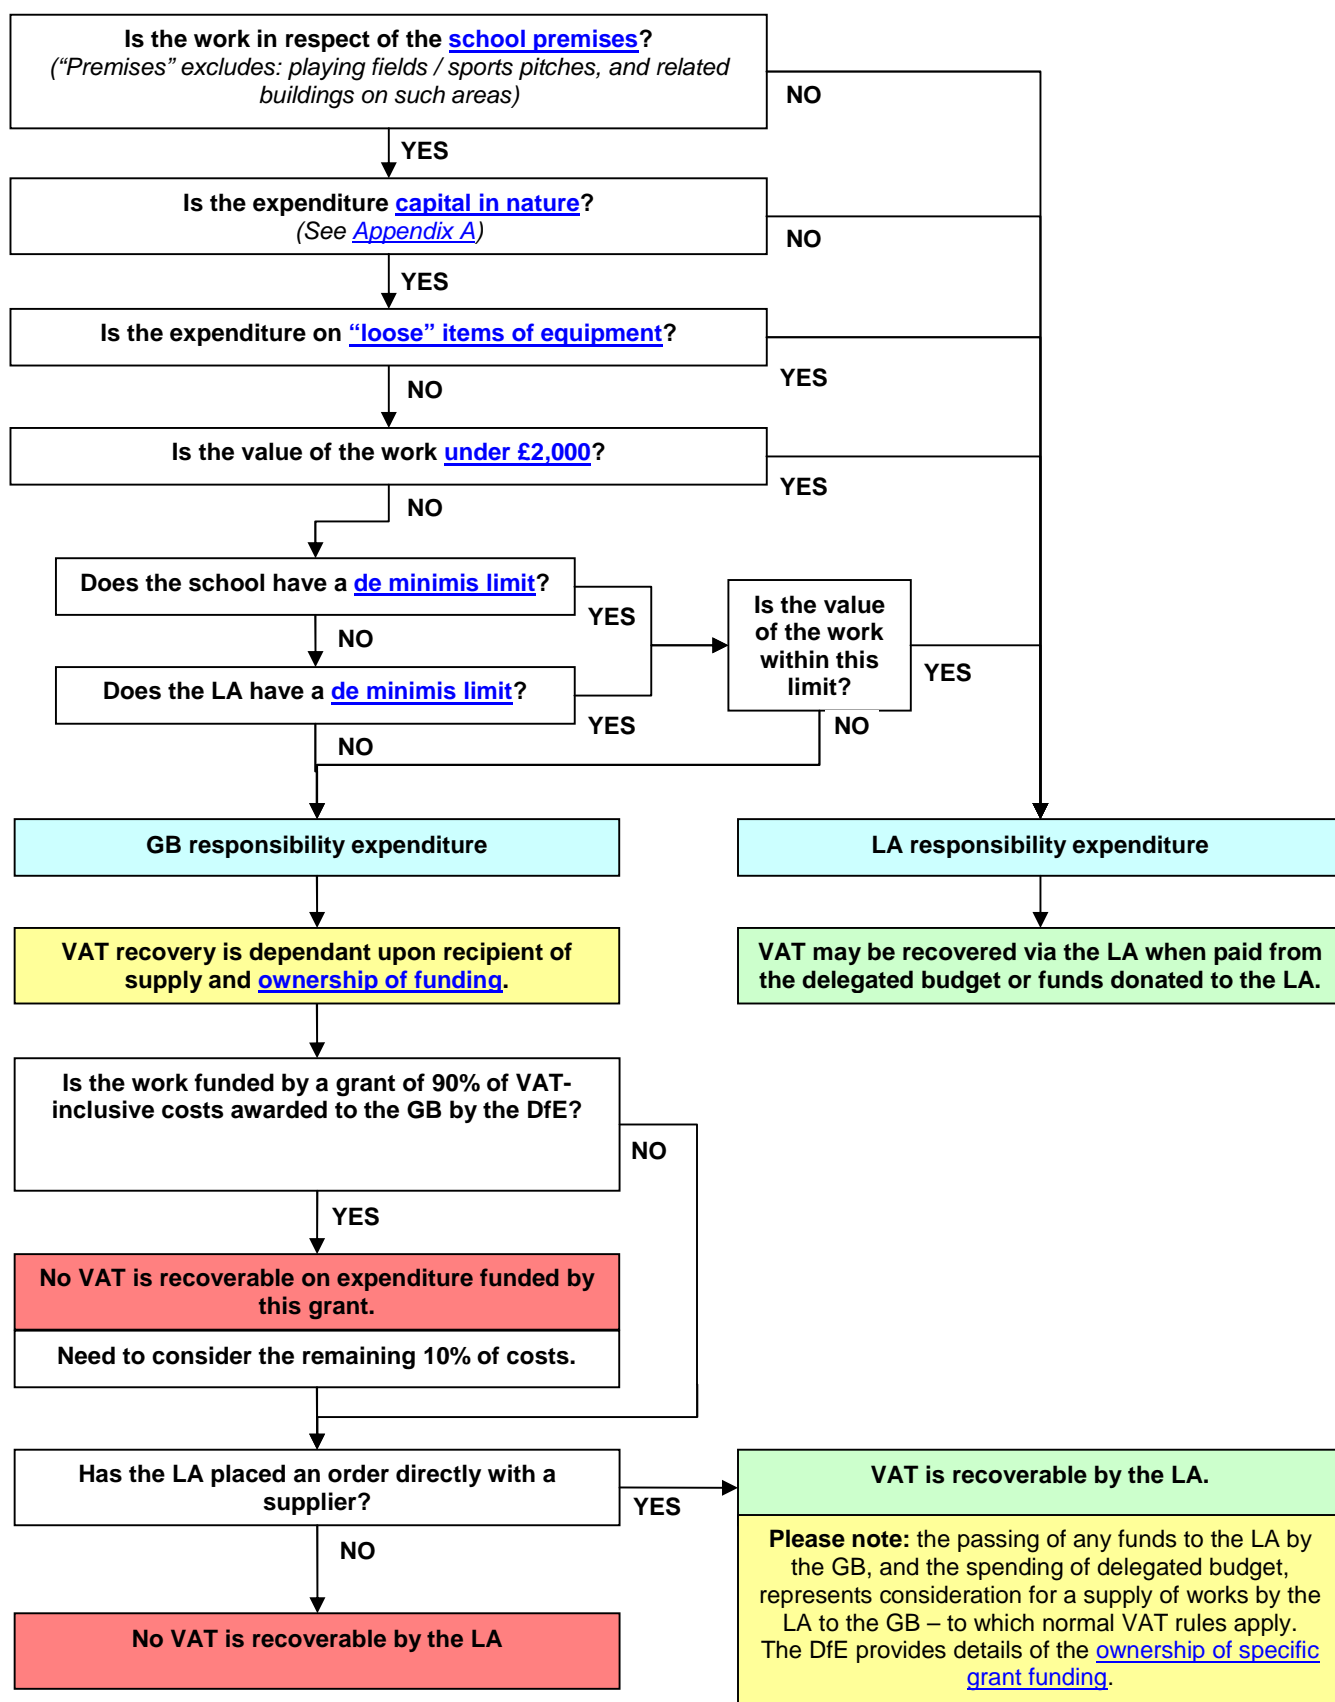 Is the work in respect of the school premises?
(“Premises” excludes: playing fields / sports pitches, and related
buildings on such areas)
NO
YES
Is the expenditure capital in nature?
(See Appendix A)
NO
YES
Is the expenditure on “loose” items of equipment?
YES
NO
Is the value of the work under £2,000?
YES
NO
Does the school have a de minimis limit?
YES
NO
Does the LA have a de minimis limit?
YES
NO
Is the value
of the work
within this
limit?
YES
NO
GB responsibility expenditure
LA responsibility expenditure
VAT recovery is dependant upon recipient of
supply and ownership of funding.
VAT may be recovered via the LA when paid from
the delegated budget or funds donated to the LA.
Is the work funded by a grant of 90% of VAT-
inclusive costs awarded to the GB by the DfE?
NO
YES
No VAT is recoverable on expenditure funded by
this grant.
Need to consider the remaining 10% of costs.
Has the LA placed an order directly with a
supplier?
YES
NO
No VAT is recoverable by the LA
VAT is recoverable by the LA.
Please note: the passing of any funds to the LA by
the GB, and the spending of delegated budget,
represents consideration for a supply of works by the
LA to the GB – to which normal VAT rules apply.
The DfE provides details of the ownership of specific
grant funding.